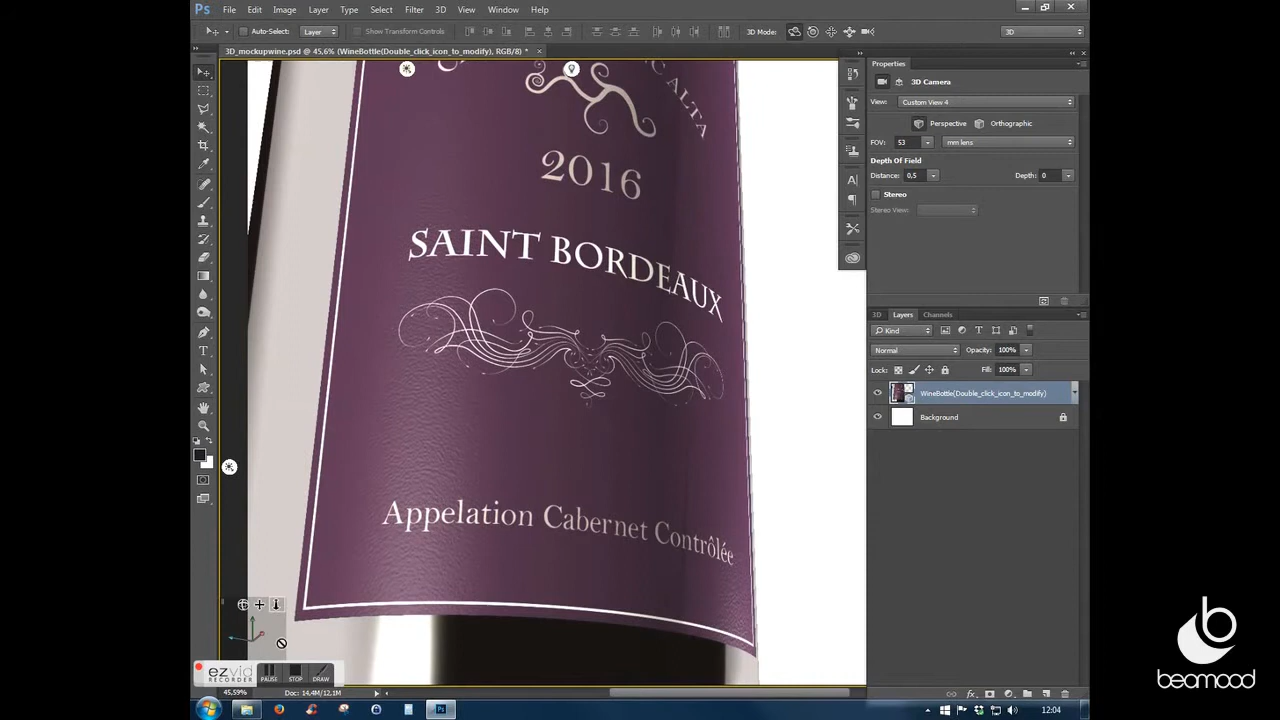 Ps File Edit Image Layer Type Select Filter 3D View Window Help
Auto-Select: Layer Show Transform Controls 3D Mode: 3D
3D_mockupwine.psd @ 45,6% (WineBottle(Double_click_icon_to_modify), RGB/8) *
Properties
3D Camera
View: Custom View 4
Perspective Orthographic
FOV: 53 mm lens
Depth Of Field
Distance: 0,5 Depth: 0
Stereo
Stereo View:
3D Layers Channels
Kind
Normal Opacity: 100%
Lock: Fill: 100%
WineBottle(Double_click_icon_to_modify)
Background
C ALTA
2016
SAINT BORDEAUX
Appelation Cabernet Contrôlée
ezvid
RECORDER
PAUSE STOP DRAW
45,59% Doc: 14,4M/12,1M
12:04
beamood